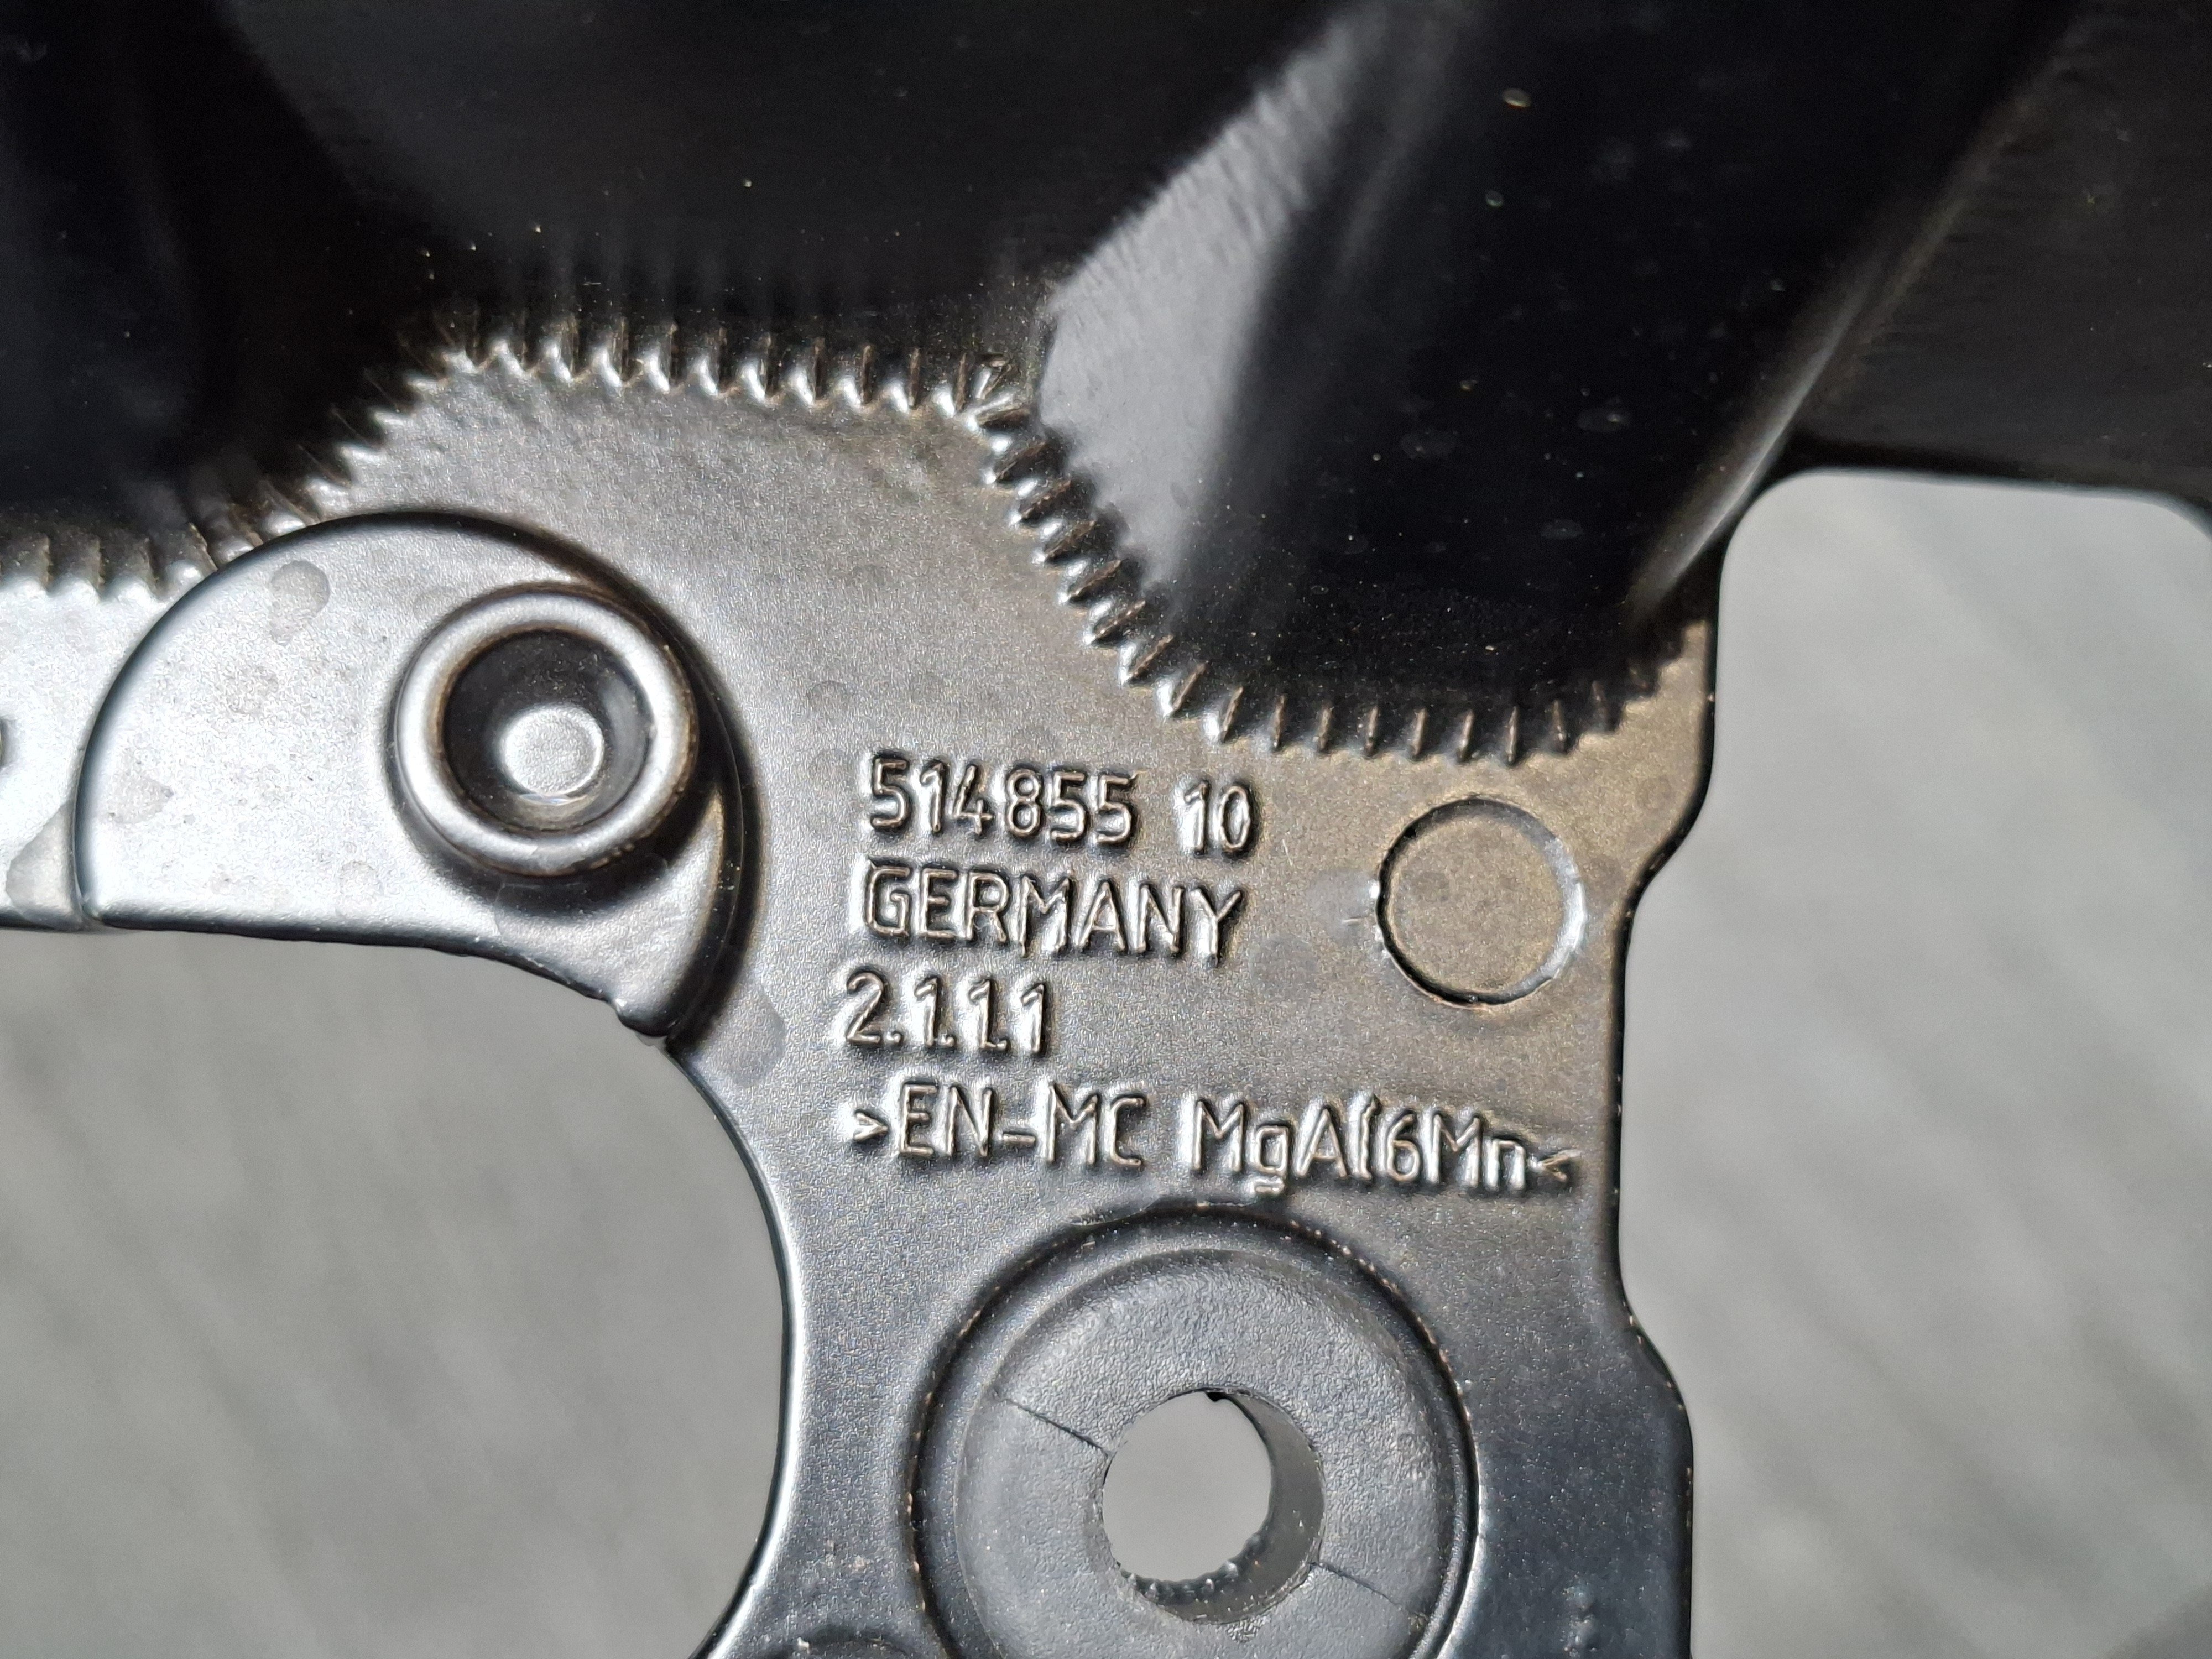 514855 10
GERMANY
2.1.1.1
>EN-MC MgAl6Mn<